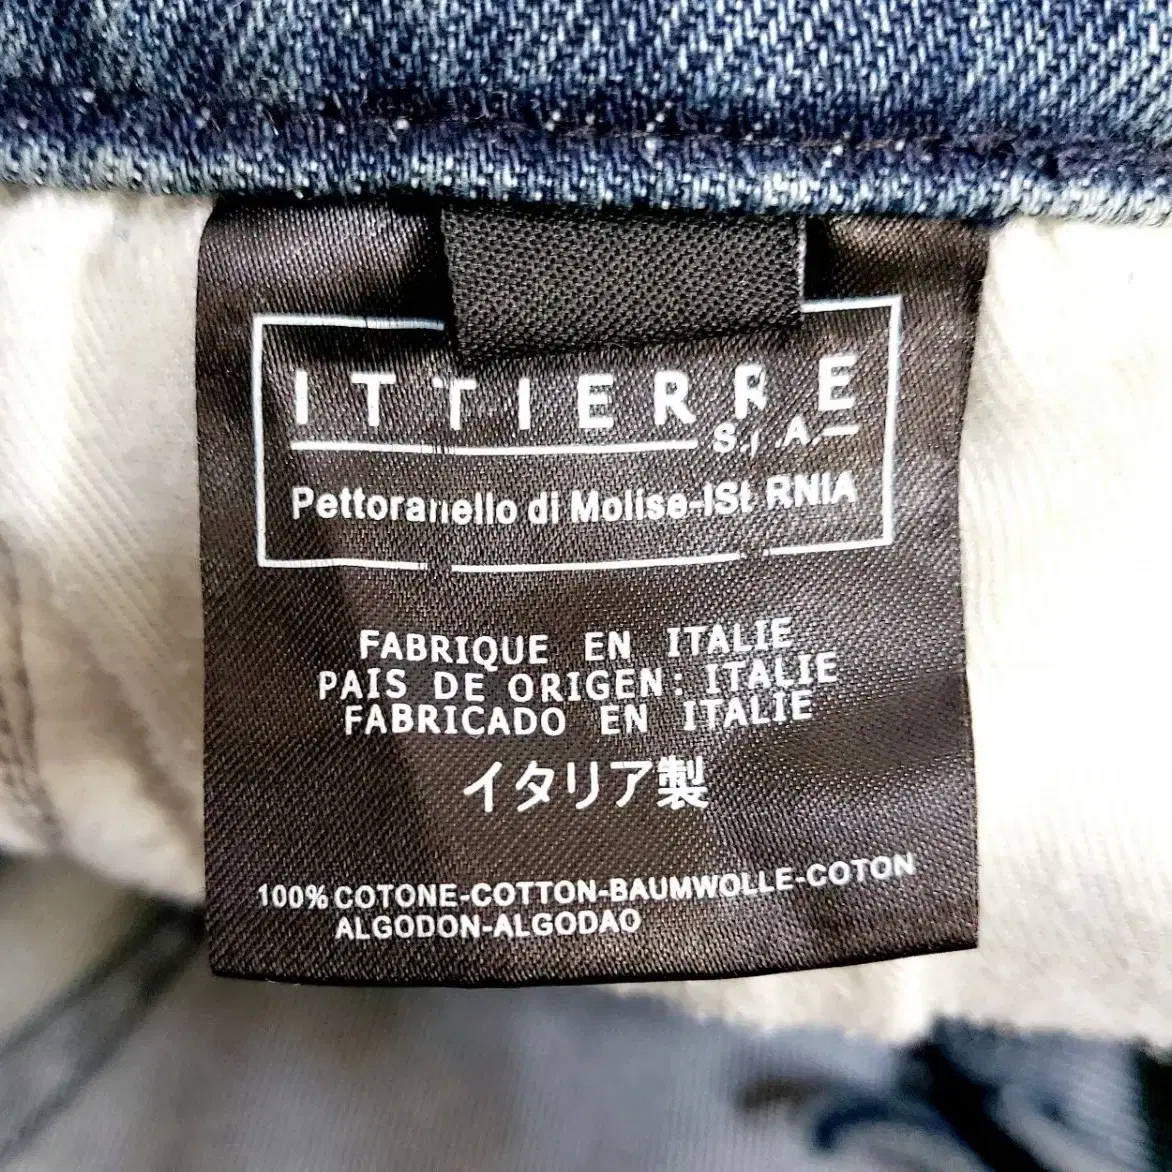 ITTIERRE
S.p.A.
Pettoranello di Molise-ISERNIA
FABRIQUE EN ITALIE
PAIS DE ORIGEN: ITALIE
FABRICADO EN ITALIE
イタリア製
100% COTONE-COTTON-BAUMWOLLE-COTON
ALGODON-ALGODAO